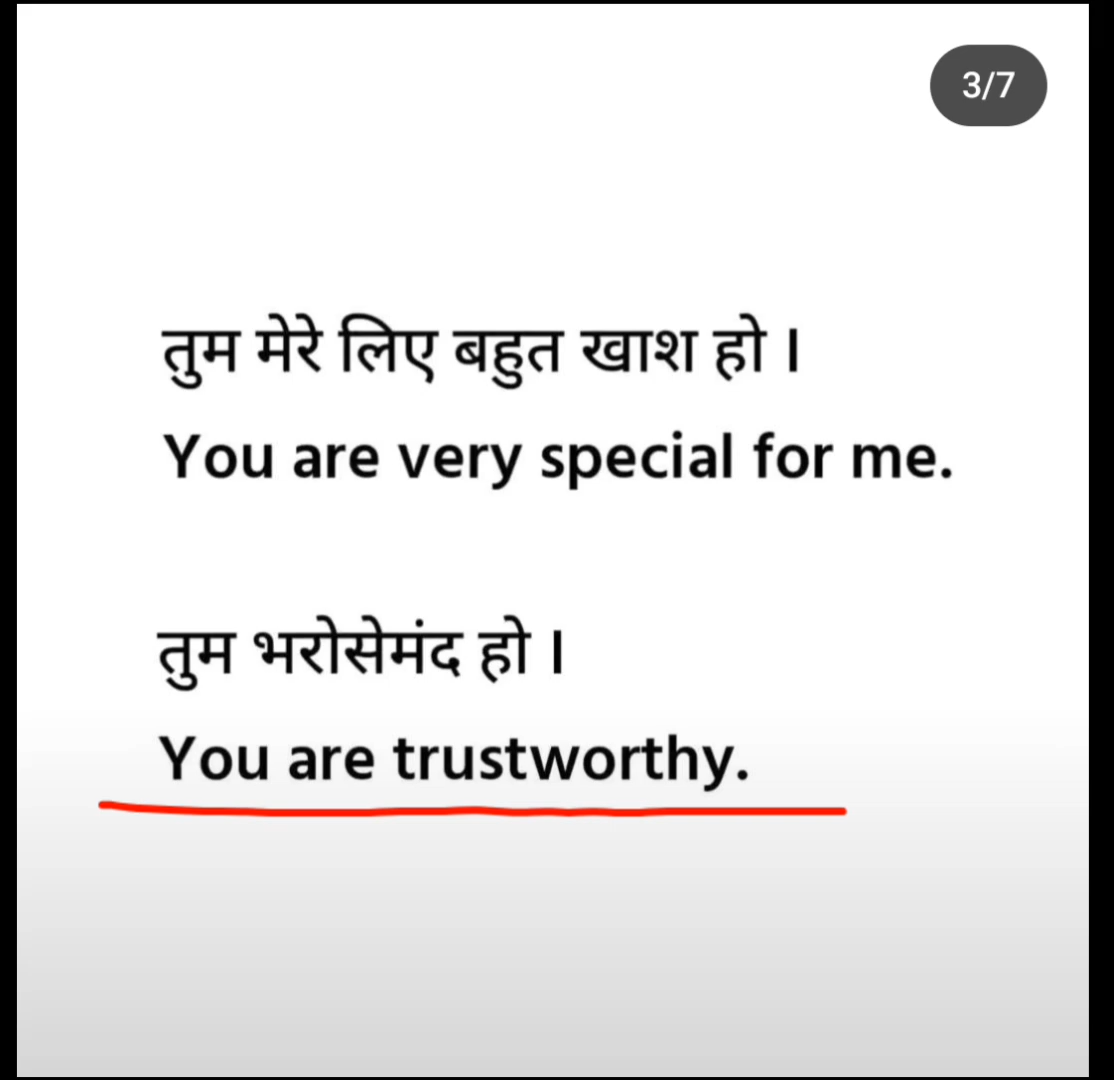 3/7
तुम मेरे लिए बहुत खाश हो ।
You are very special for me.
तुम भरोसेमंद हो ।
You are trustworthy.